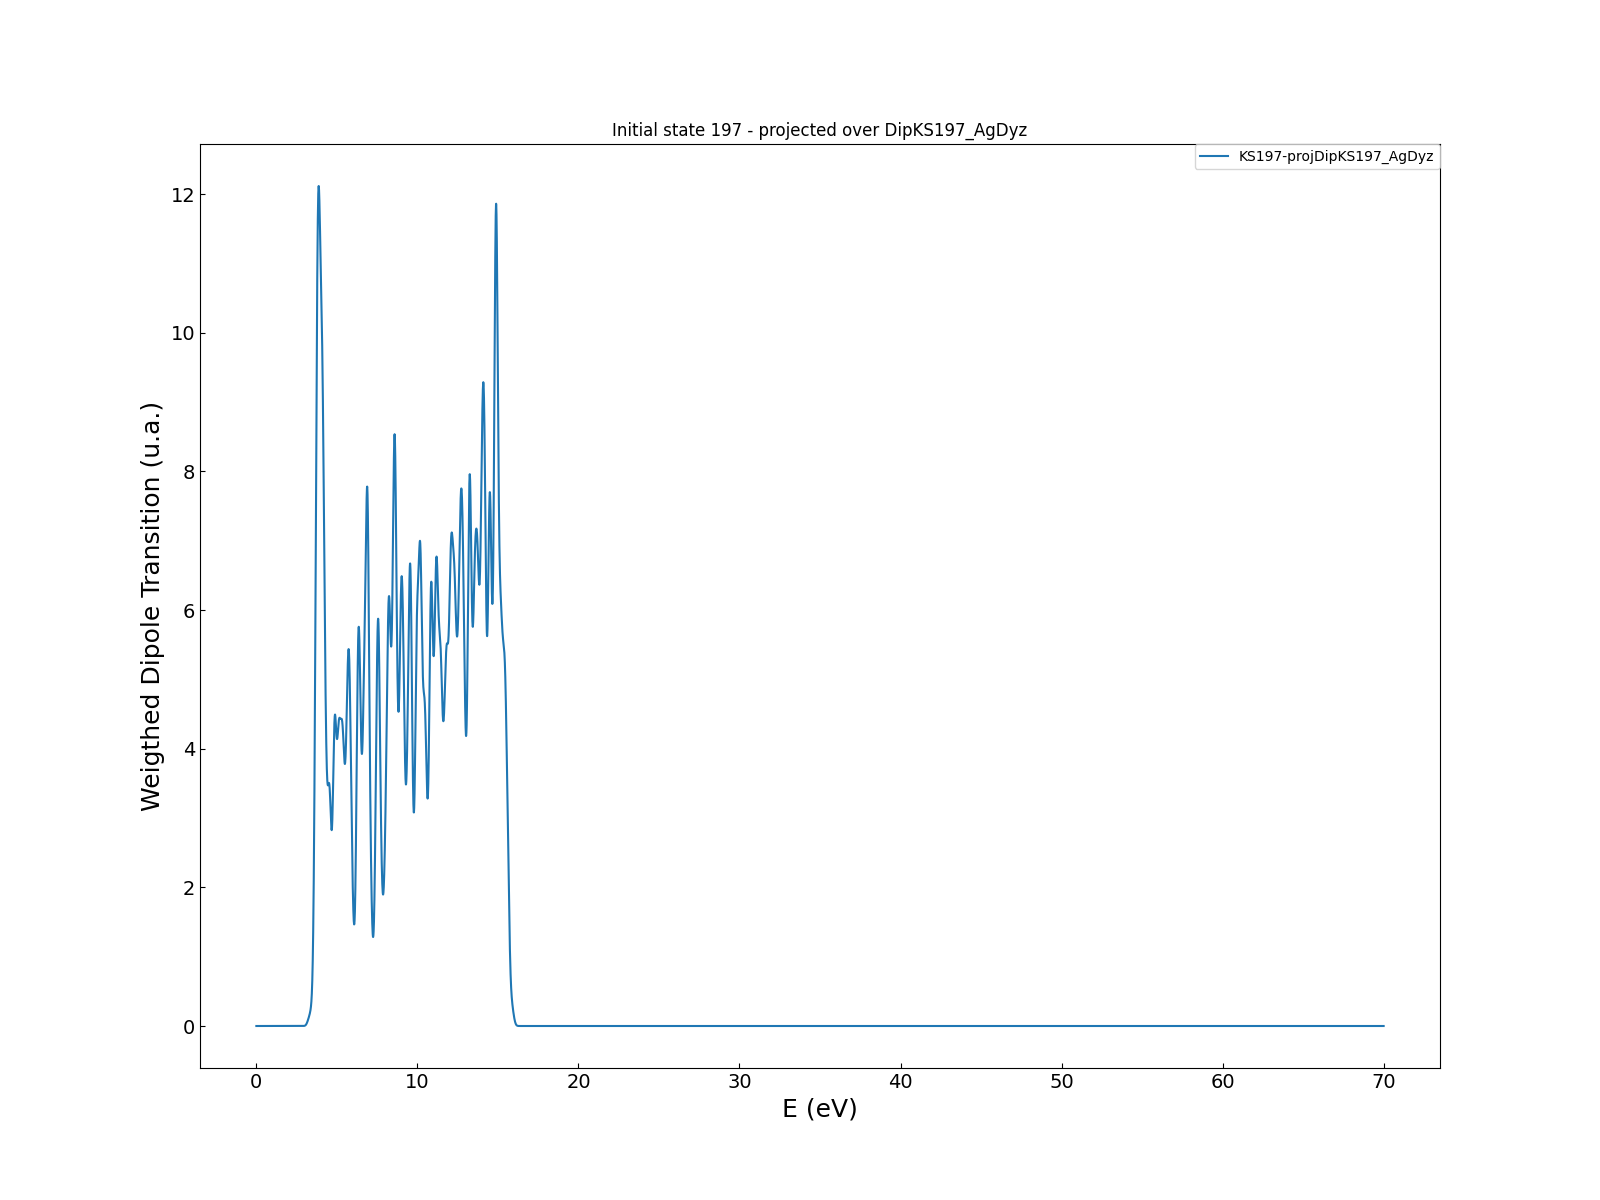 Initial state 197 - projected over DipKS197_AgDyz
KS197-projDipKS197_AgDyz
12
10
8
6
4
2
0
Weigthed Dipole Transition (u.a.)
0 10 20 30 40 50 60 70
E (eV)